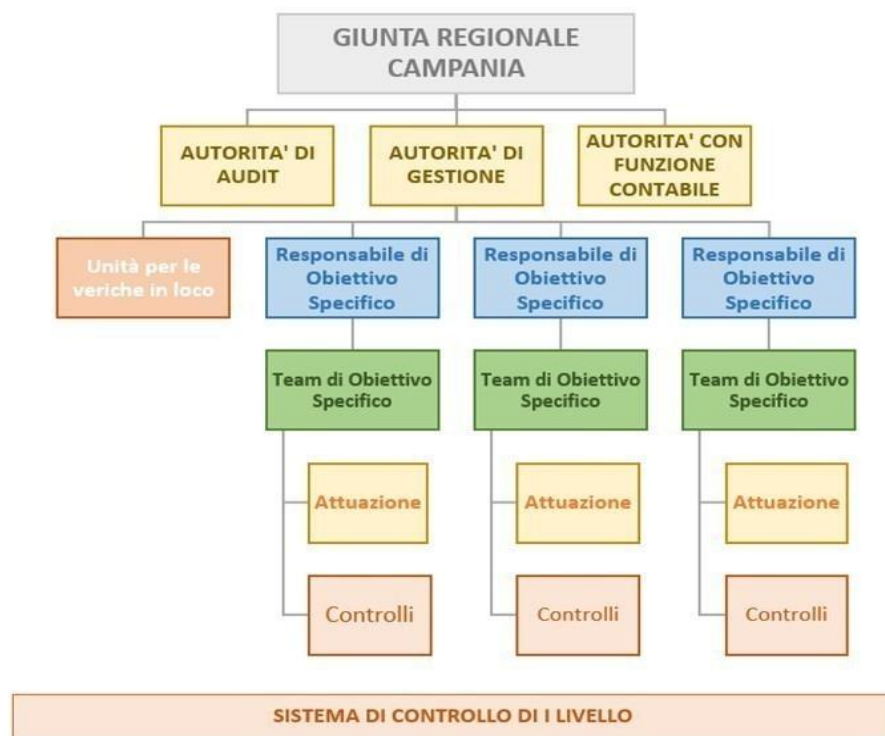 GIUNTA REGIONALE
CAMPANIA
AUTORITA' DI
AUDIT
AUTORITA' DI
GESTIONE
AUTORITA' CON
FUNZIONE
CONTABILE
Unità per le
veriche in loco
Responsabile di
Obiettivo
Specifico
Responsabile di
Obiettivo
Specifico
Responsabile di
Obiettivo
Specifico
Team di Obiettivo
Specifico
Team di Obiettivo
Specifico
Team di Obiettivo
Specifico
Attuazione
Attuazione
Attuazione
Controlli
Controlli
Controlli
SISTEMA DI CONTROLLO DI I LIVELLO